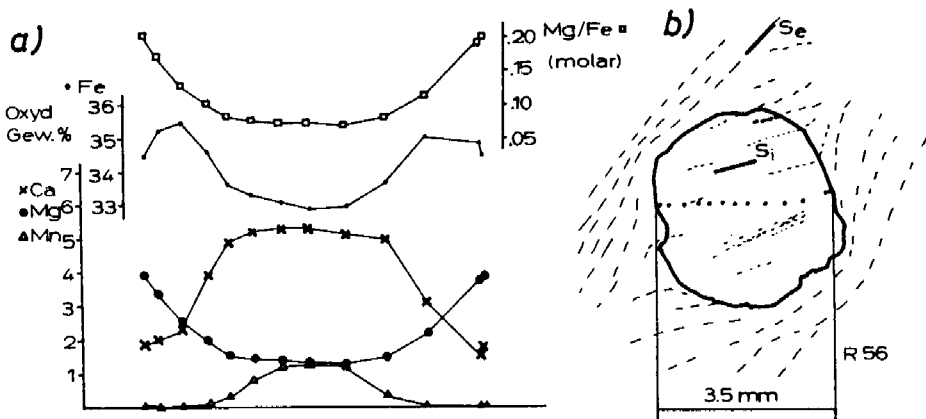 a)
Mg/Fe
(molar)
.20
.15
.10
.05
• Fe
Oxyd
Gew.%
36
35
34
33
7
6
5
4
3
2
1
Ca
Mg
Mn
b)
Se
Si
R 56
3.5 mm